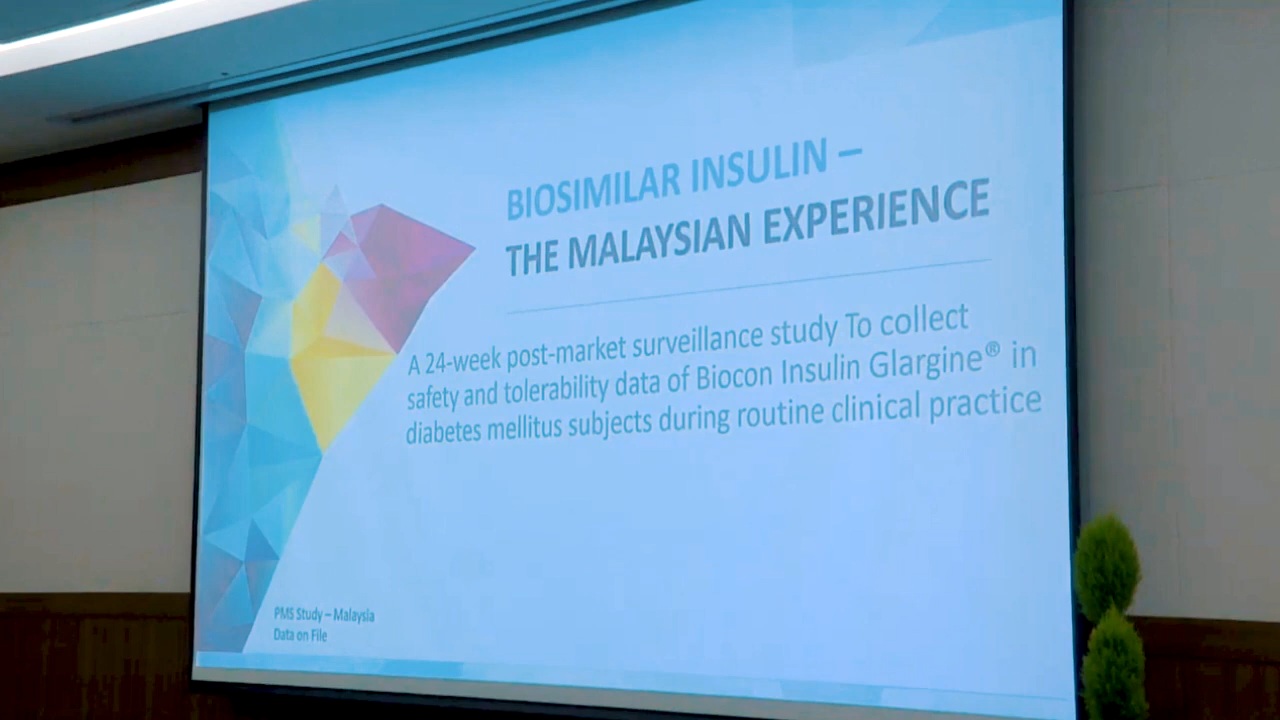 BIOSIMILAR INSULIN –
THE MALAYSIAN EXPERIENCE
A 24-week post-market surveillance study To collect
safety and tolerability data of Biocon Insulin Glargine® in
diabetes mellitus subjects during routine clinical practice
PMS Study – Malaysia
Data on File